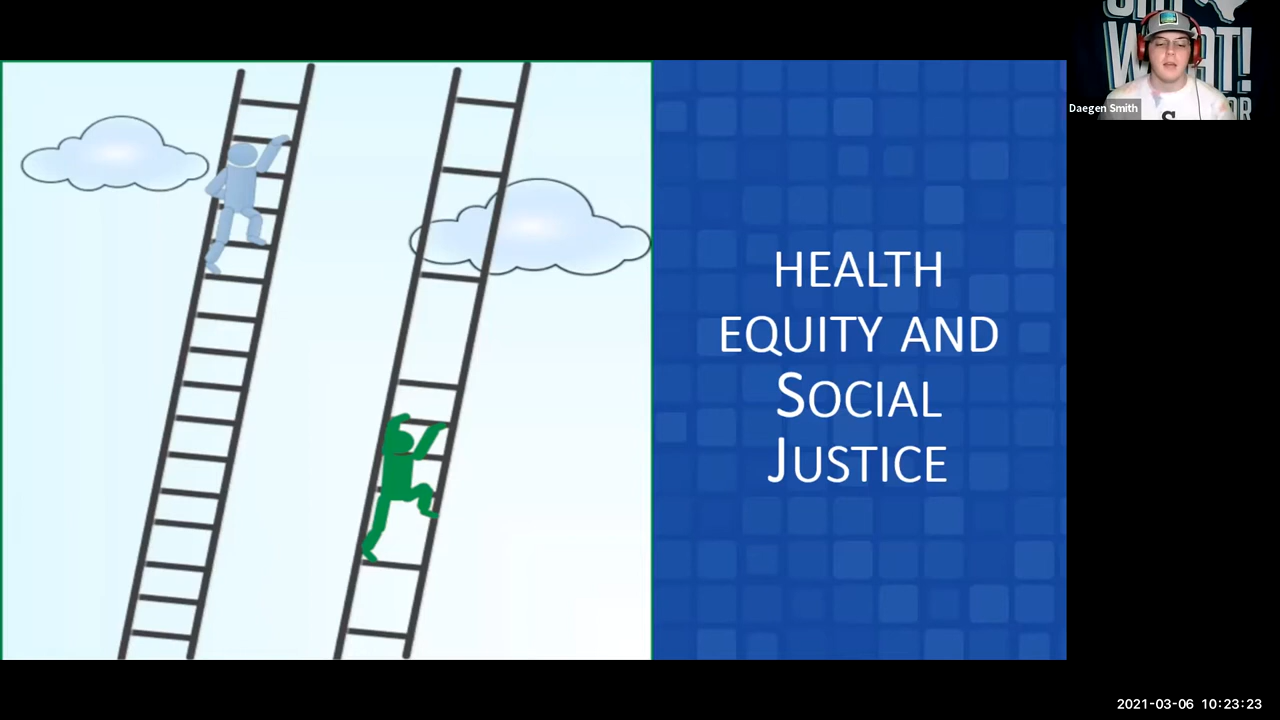 HEALTH
EQUITY AND
SOCIAL
JUSTICE
Daegen Smith
S
2021-03-06 10:23:23